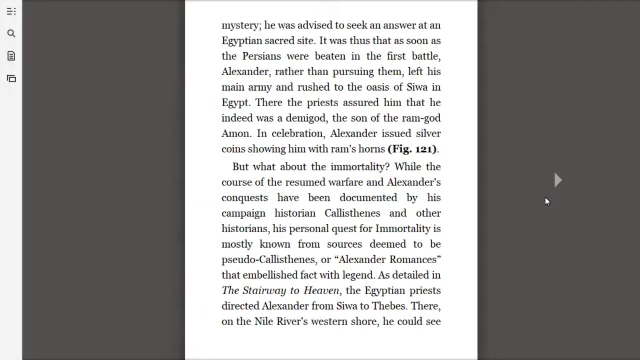 mystery; he was advised to seek an answer at an
Egyptian sacred site. It was thus that as soon as
the Persians were beaten in the first battle,
Alexander, rather than pursuing them, left his
main army and rushed to the oasis of Siwa in
Egypt. There the priests assured him that he
indeed was a demigod, the son of the ram-god
Amon. In celebration, Alexander issued silver
coins showing him with ram's horns (Fig. 121).
But what about the immortality? While the
course of the resumed warfare and Alexander's
conquests have been documented by his
campaign historian Callisthenes and other
historians, his personal quest for Immortality is
mostly known from sources deemed to be
pseudo-Callisthenes, or “Alexander Romances”
that embellished fact with legend. As detailed in
The Stairway to Heaven, the Egyptian priests
directed Alexander from Siwa to Thebes. There,
on the Nile River's western shore, he could see